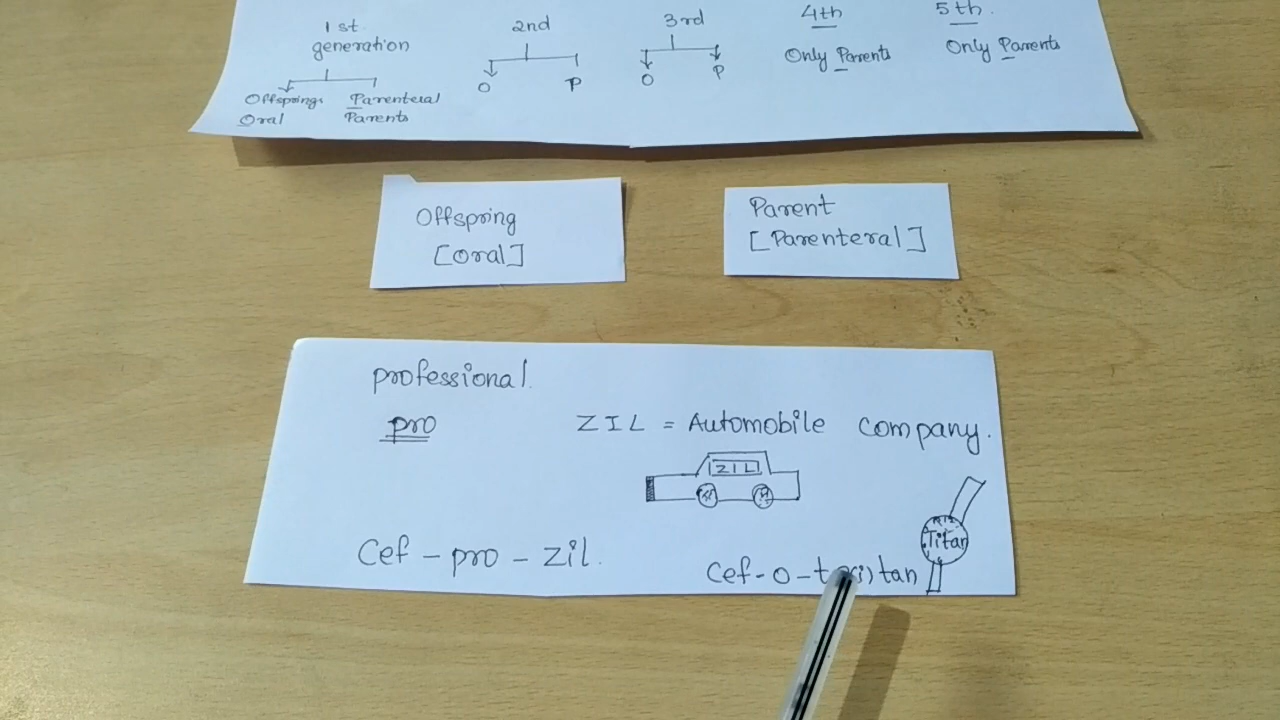 1st 2nd 3rd 4th 5th.
generation
Only Parents Only Parents
O P O P
Offsprings Parenteral
Oral Parents
Offspring
[Oral]
Parent
[Parenteral]
professional.
pro
ZIL = Automobile company.
ZIL
Titan
Cef - pro - zil.